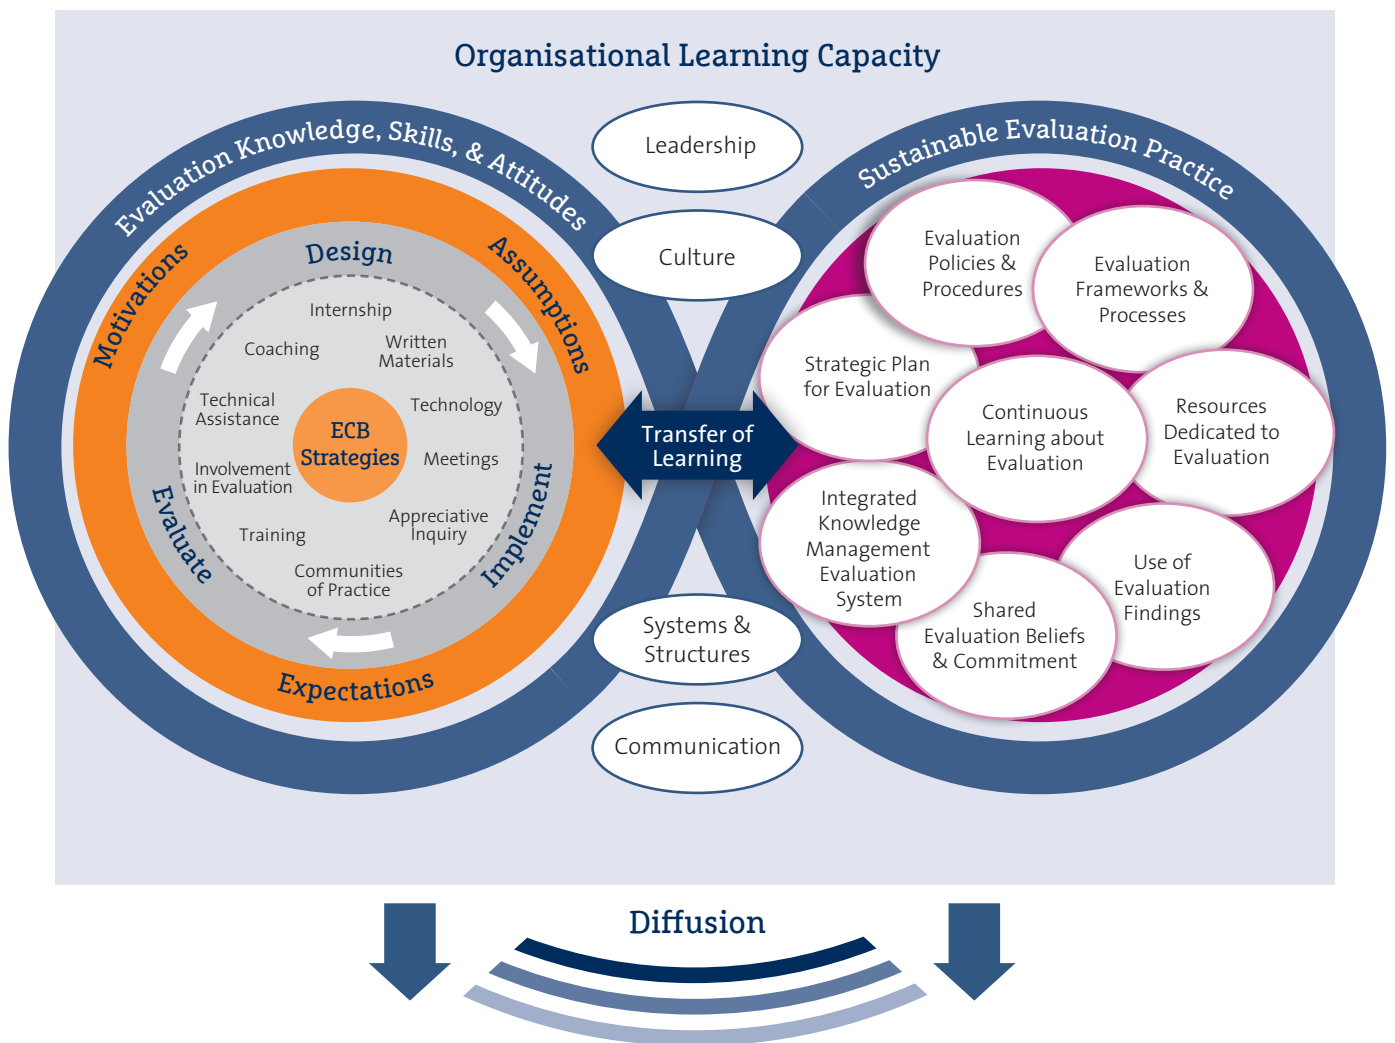 Organisational Learning Capacity
Evaluation Knowledge, Skills, & Attitudes
Motivations
Assumptions
Expectations
Design
Implement
Evaluate
Internship
Coaching
Written
Materials
Technical
Assistance
Technology
ECB
Strategies
Meetings
Involvement
in Evaluation
Appreciative
Inquiry
Training
Communities
of Practice
Leadership
Culture
Transfer of
Learning
Systems &
Structures
Communication
Sustainable Evaluation Practice
Evaluation
Policies &
Procedures
Evaluation
Frameworks &
Processes
Strategic Plan
for Evaluation
Continuous
Learning about
Evaluation
Resources
Dedicated to
Evaluation
Integrated
Knowledge
Management
Evaluation
System
Use of
Evaluation
Findings
Shared
Evaluation Beliefs
& Commitment
Diffusion